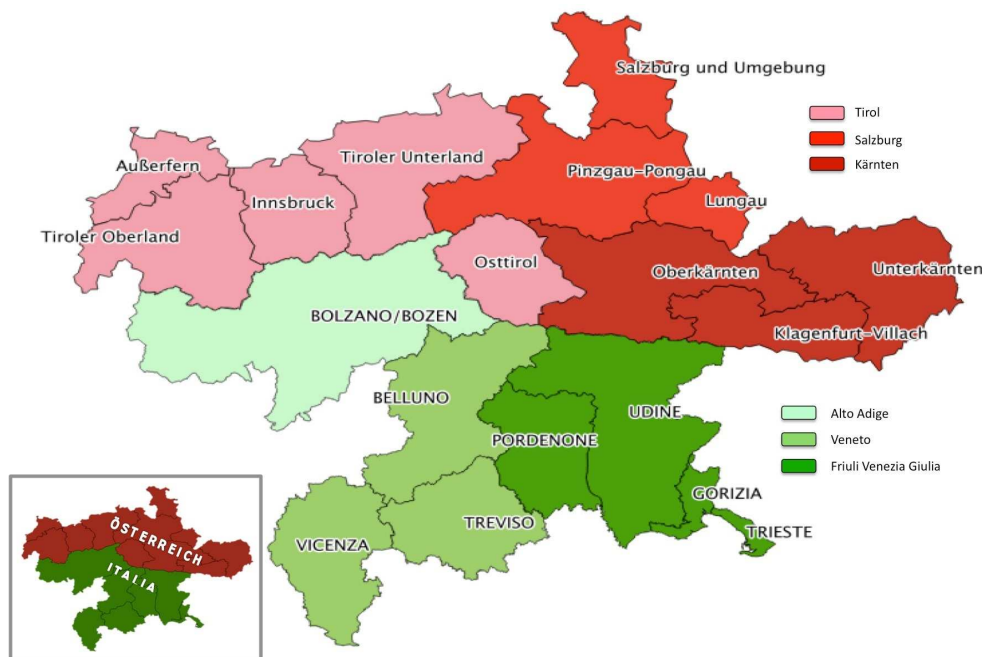 Salzburg und Umgebung
Tirol
Salzburg
Kärnten
Außerfern
Tiroler Unterland
Pinzgau-Pongau
Innsbruck
Lungau
Tiroler Oberland
Osttirol
Oberkärnten
Unterkärnten
BOLZANO/BOZEN
Klagenfurt-Villach
BELLUNO
UDINE
Alto Adige
Veneto
Friuli Venezia Giulia
PORDENONE
GORIZIA
TREVISO
TRIESTE
VICENZA
ÖSTERREICH
ITALIA